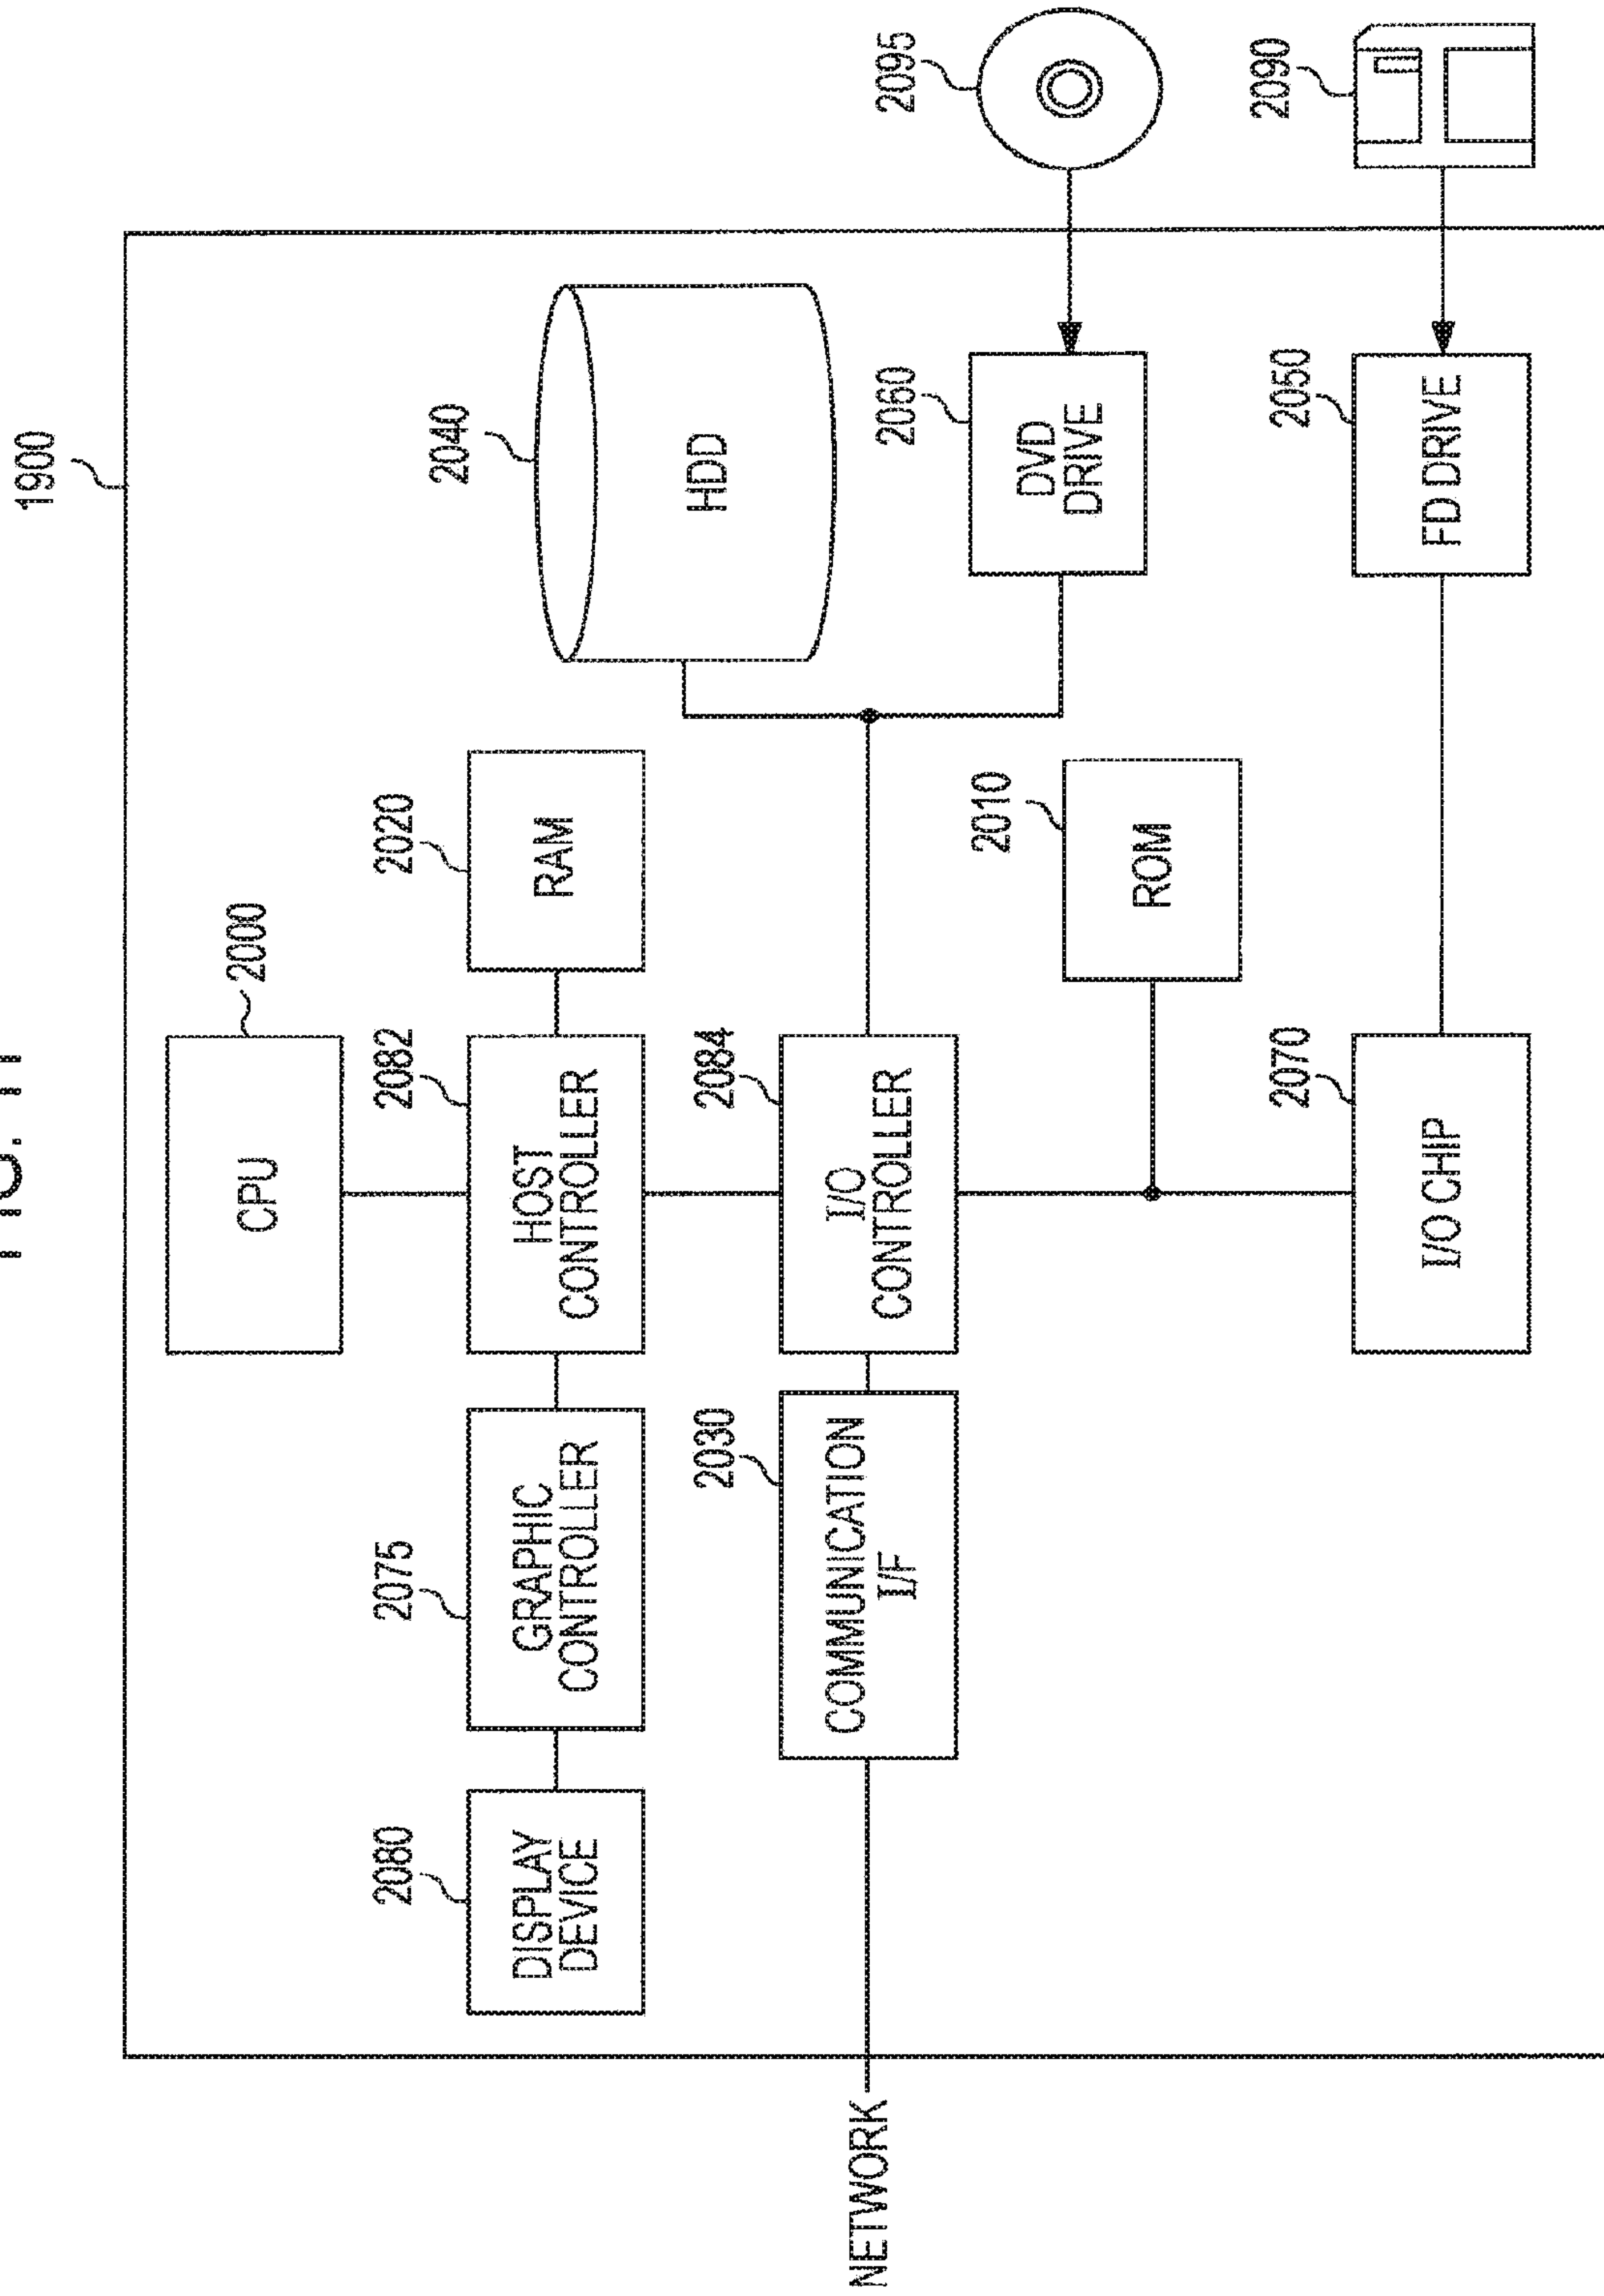 FIG. 11
1900
CPU
2000
2080
DISPLAY
DEVICE
2075
GRAPHIC
CONTROLLER
2082
HOST
CONTROLLER
2020
RAM
2040
HDD
NETWORK
2030
COMMUNICATION
I/F
2084
I/O
CONTROLLER
2060
DVD
DRIVE
2095
2010
ROM
2070
I/O CHIP
2050
FD DRIVE
2090